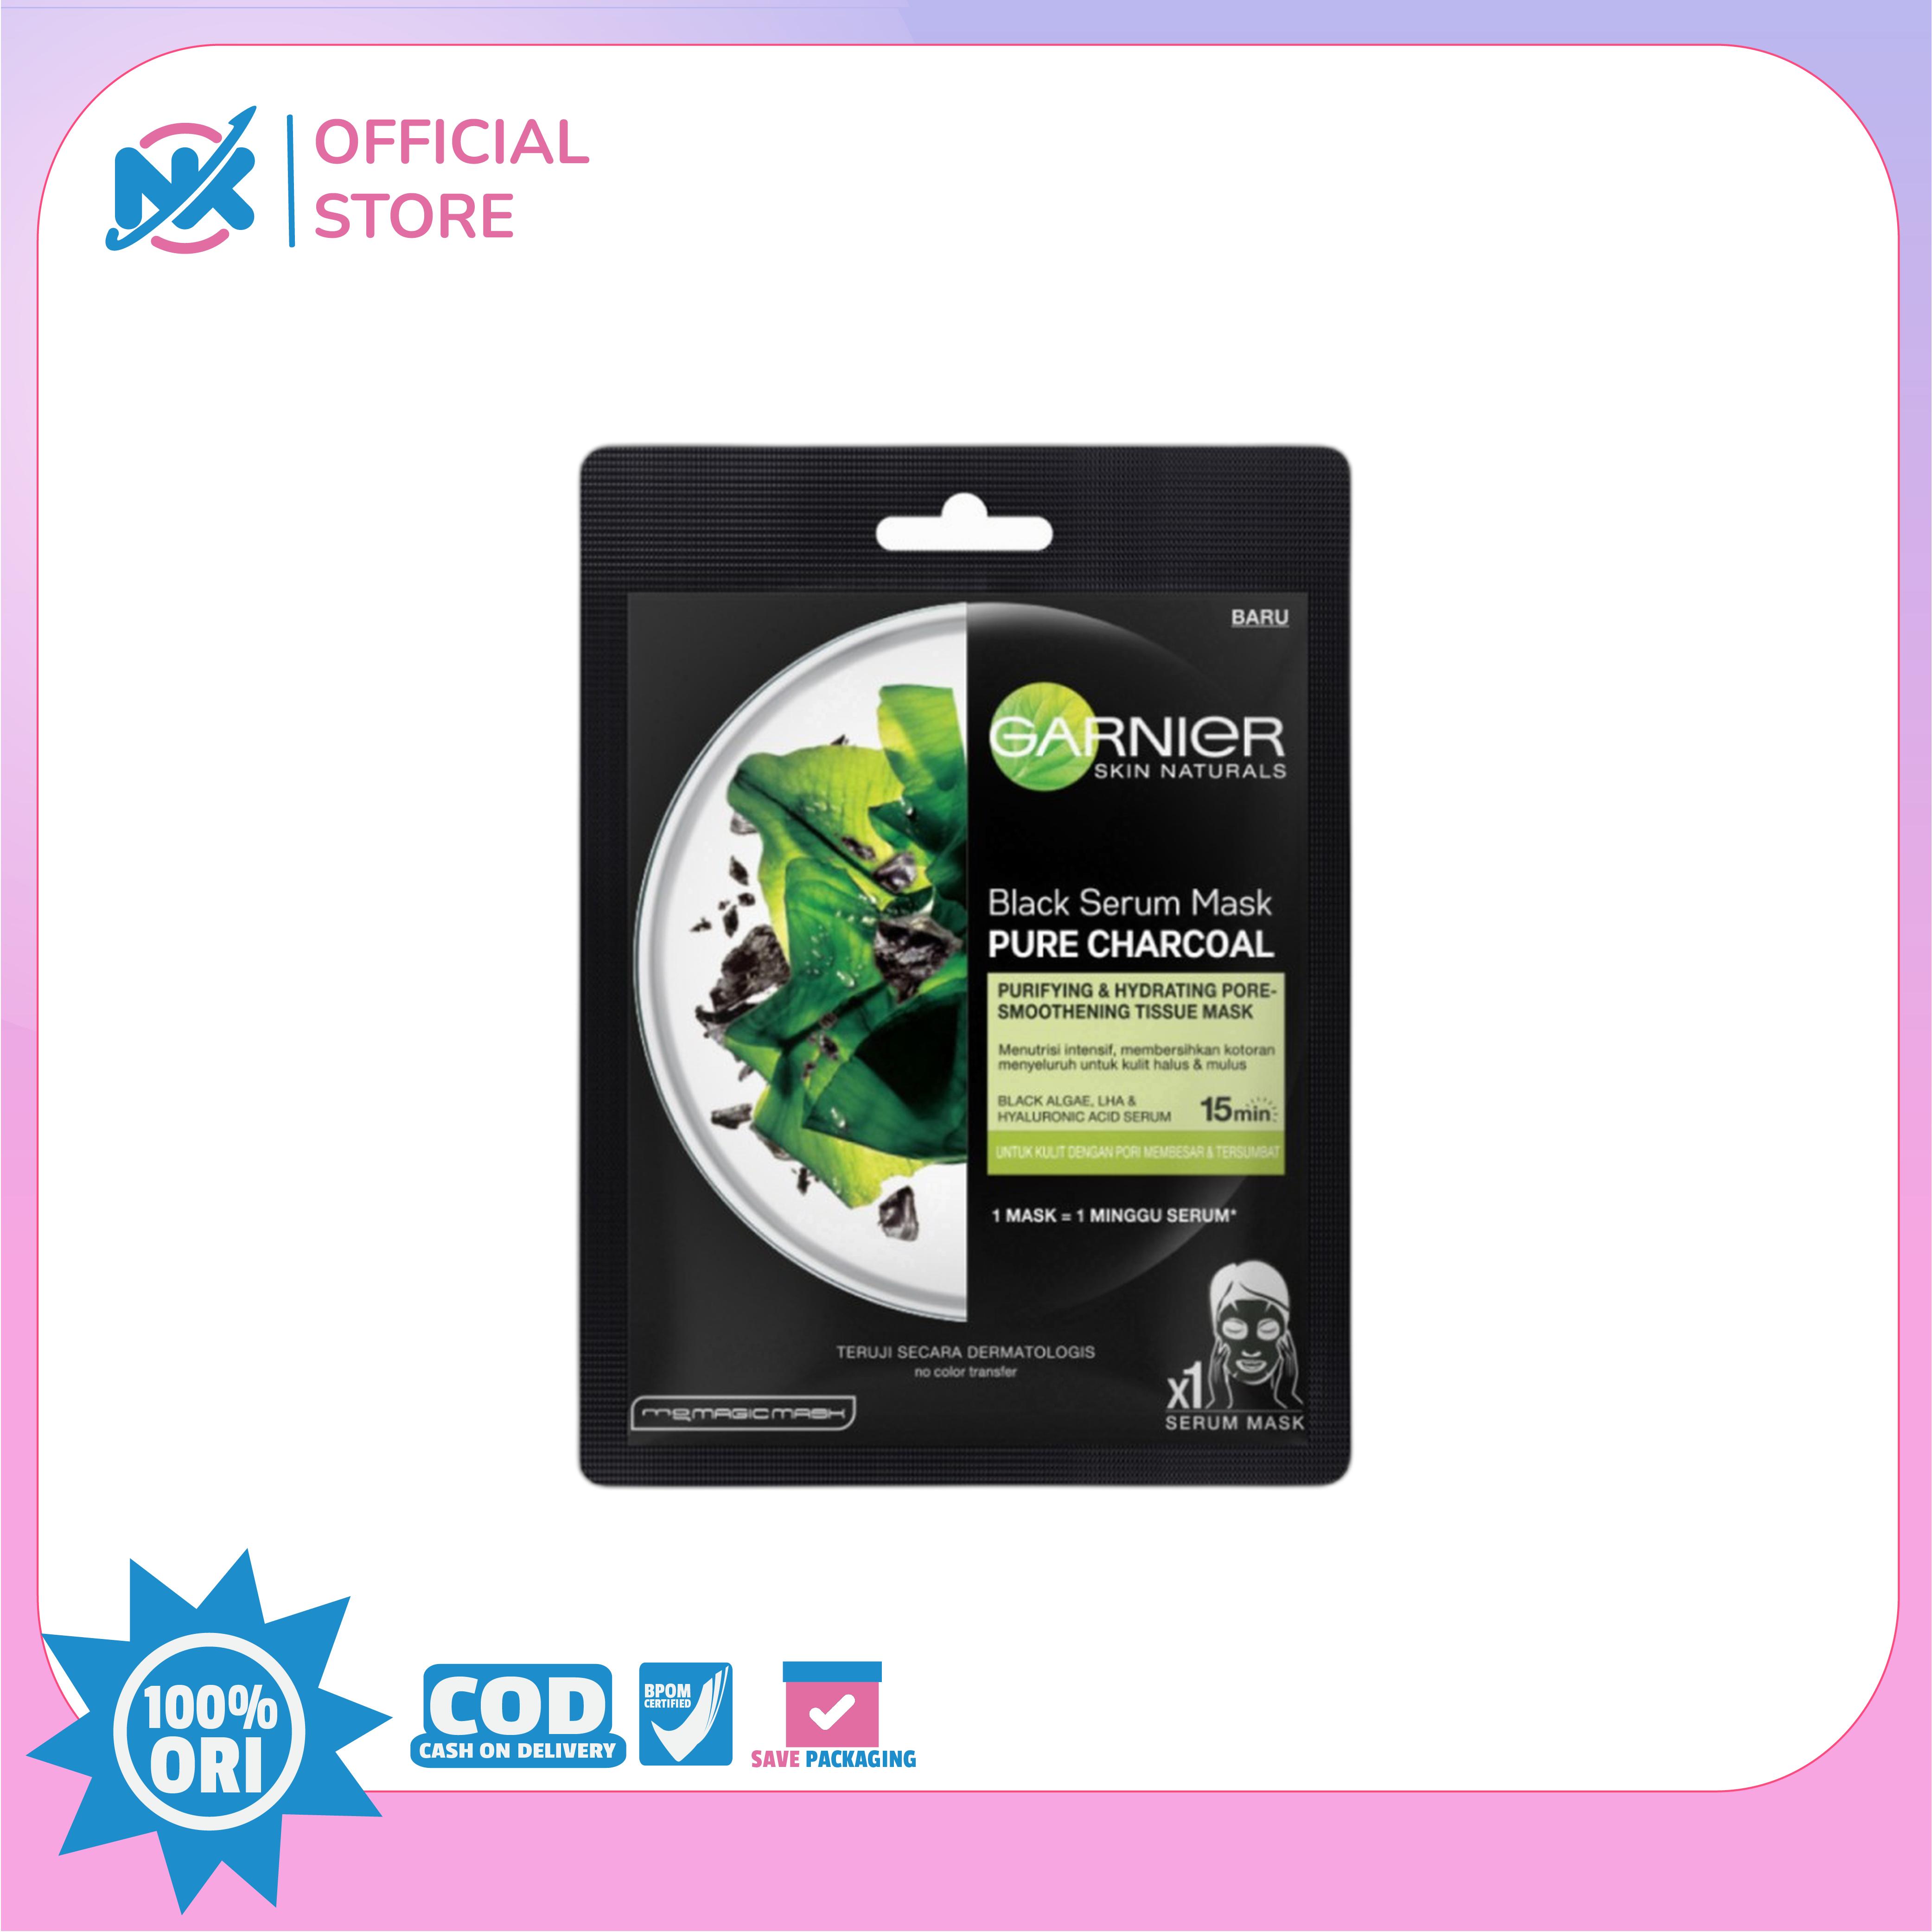 NK
OFFICIAL
STORE
BARU
GARNIER
SKIN NATURALS
Black Serum Mask
PURE CHARCOAL
PURIFYING & HYDRATING PORE-
SMOOTHENING TISSUE MASK
Menutrisi intensif, membersihkan kotoran
menyeluruh untuk kulit halus & mulus
BLACK ALGAE, LHA &
HYALURONIC ACID SERUM
15min
UNTUK KULIT DENGAN PORI MEMBESAR & TERSUMBAT
1 MASK = 1 MINGGU SERUM*
TERUJI SECARA DERMATOLOGIS
no color transfer
MAGIC MASK
x1
SERUM MASK
100%
ORI
COD
CASH ON DELIVERY
BPOM
CERTIFIED
SAVE PACKAGING